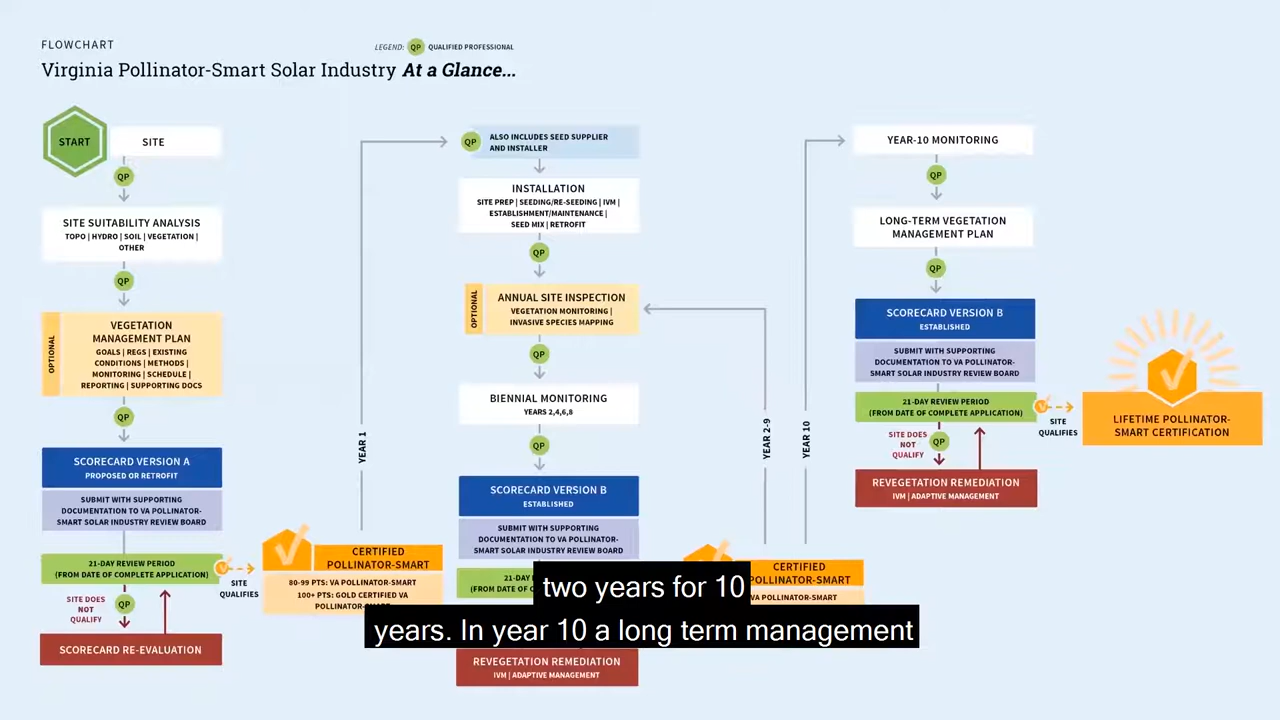 FLOWCHART
LEGEND: QP QUALIFIED PROFESSIONAL
Virginia Pollinator-Smart Solar Industry At a Glance...
START
SITE
QP
SITE SUITABILITY ANALYSIS
TOPO | HYDRO | SOIL | VEGETATION |
OTHER
QP
OPTIONAL
VEGETATION
MANAGEMENT PLAN
GOALS | REGS | EXISTING
CONDITIONS | METHODS |
MONITORING | SCHEDULE |
REPORTING | SUPPORTING DOCS
QP
SCORECARD VERSION A
PROPOSED OR RETROFIT
SUBMIT WITH SUPPORTING
DOCUMENTATION TO VA POLLINATOR-
SMART SOLAR INDUSTRY REVIEW BOARD
21-DAY REVIEW PERIOD
(FROM DATE OF COMPLETE APPLICATION)
SITE
QUALIFIES
SITE DOES
NOT
QUALIFY
QP
SCORECARD RE-EVALUATION
CERTIFIED
POLLINATOR-SMART
80-99 PTS: VA POLLINATOR-SMART
100+ PTS: GOLD CERTIFIED VA
YEAR 1
QP
ALSO INCLUDES SEED SUPPLIER
AND INSTALLER
INSTALLATION
SITE PREP | SEEDING/RE-SEEDING | IVM |
ESTABLISHMENT/MAINTENANCE |
SEED MIX | RETROFIT
QP
OPTIONAL
ANNUAL SITE INSPECTION
VEGETATION MONITORING |
INVASIVE SPECIES MAPPING
QP
BIENNIAL MONITORING
YEARS 2,4,6,8
QP
SCORECARD VERSION B
ESTABLISHED
SUBMIT WITH SUPPORTING
DOCUMENTATION TO VA POLLINATOR-
SMART SOLAR INDUSTRY REVIEW BOARD
(FROM DATE OF
REVEGETATION REMEDIATION
IVM | ADAPTIVE MANAGEMENT
CERTIFIED
POLLINATOR-SMART
VA POLLINATOR-SMART
YEAR 2-9
YEAR 10
YEAR-10 MONITORING
QP
LONG-TERM VEGETATION
MANAGEMENT PLAN
QP
SCORECARD VERSION B
ESTABLISHED
SUBMIT WITH SUPPORTING
DOCUMENTATION TO VA POLLINATOR-
SMART SOLAR INDUSTRY REVIEW BOARD
21-DAY REVIEW PERIOD
(FROM DATE OF COMPLETE APPLICATION)
SITE
QUALIFIES
SITE DOES
NOT
QUALIFY
QP
REVEGETATION REMEDIATION
IVM | ADAPTIVE MANAGEMENT
LIFETIME POLLINATOR-
SMART CERTIFICATION
two years for 10
years. In year 10 a long term management